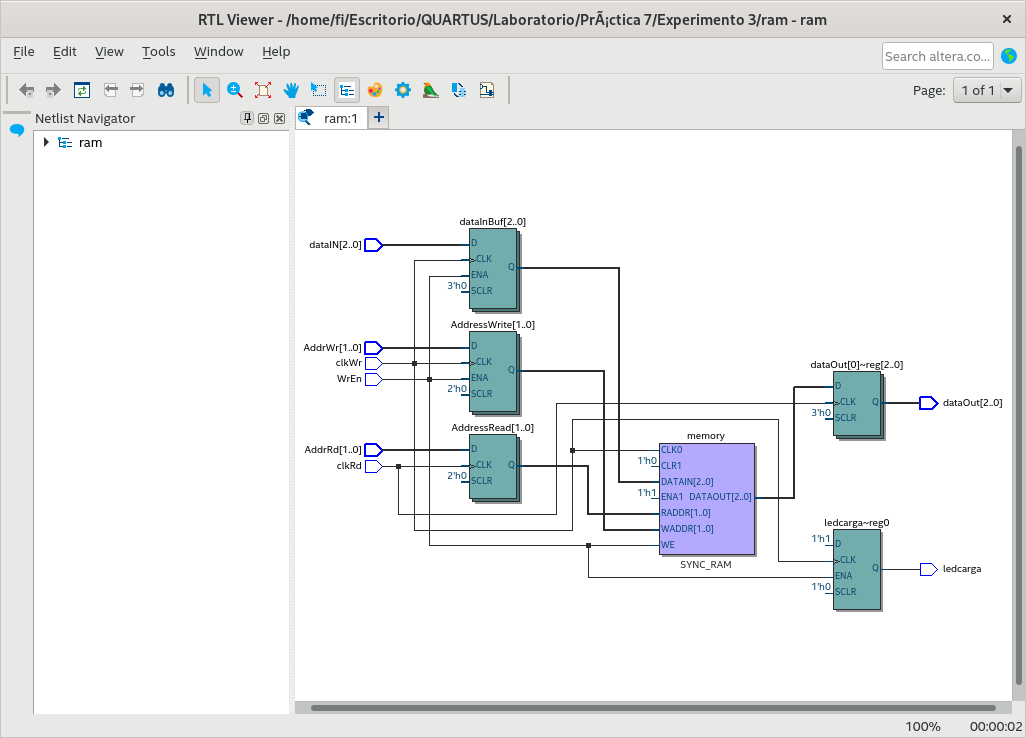 RTL Viewer - /home/fi/Escritorio/QUARTUS/Laboratorio/PrÃ¡ctica 7/Experimento 3/ram - ram
File Edit View Tools Window Help
Search altera.co...
Page: 1 of 1
Netlist Navigator
ram:1
ram
dataInBuf[2..0]
dataIN[2..0]
D
CLK
ENA
SCLR
3'h0
Q
AddressWrite[1..0]
AddrWr[1..0]
clkWr
WrEn
D
CLK
ENA
SCLR
2'h0
Q
AddressRead[1..0]
AddrRd[1..0]
clkRd
D
CLK
SCLR
2'h0
Q
memory
CLK0
1'h0
CLR1
DATAIN[2..0]
1'h1
ENA1 DATAOUT[2..0]
RADDR[1..0]
WADDR[1..0]
WE
SYNC_RAM
dataOut[0]~reg[2..0]
D
CLK
SCLR
3'h0
Q
dataOut[2..0]
ledcarga~reg0
1'h1
D
CLK
ENA
SCLR
1'h0
Q
ledcarga
100% 00:00:02